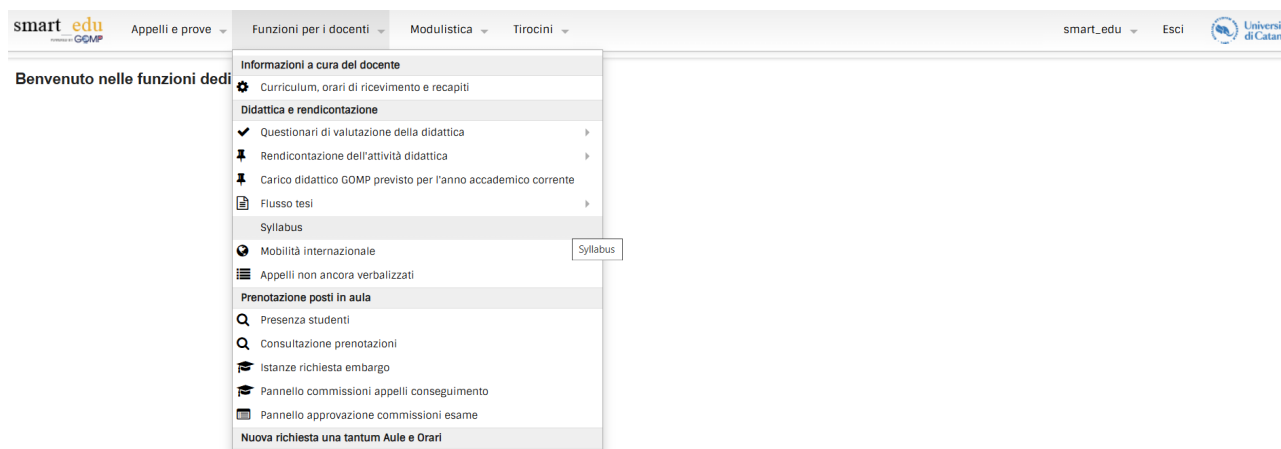 smart_edu Appelli e prove Funzioni per i docenti Modulistica Tirocini smart_edu Esci
GOMP
Benvenuto nelle funzioni dedi
Informazioni a cura del docente
Curriculum, orari di ricevimento e recapiti
Didattica e rendicontazione
Questionari di valutazione della didattica
Rendicontazione dell'attività didattica
Carico didattico GOMP previsto per l'anno accademico corrente
Flusso tesi
Syllabus
Syllabus
Mobilità internazionale
Appelli non ancora verbalizzati
Prenotazione posti in aula
Presenza studenti
Consultazione prenotazioni
Istanze richiesta embargo
Pannello commissioni appelli conseguimento
Pannello approvazione commissioni esame
Nuova richiesta una tantum Aule e Orari